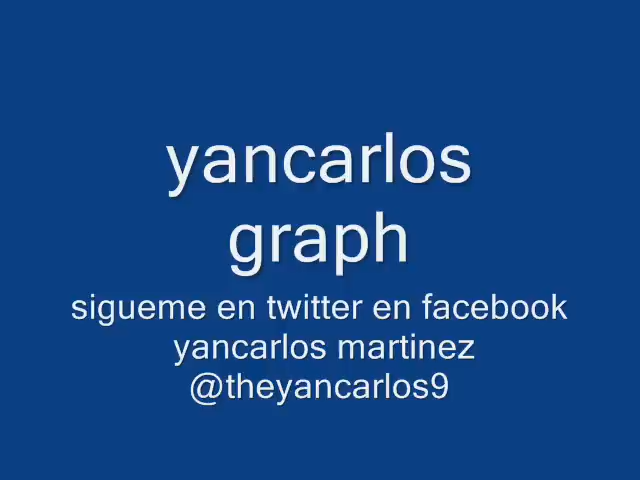 yancarlos
graph
sigueme en twitter en facebook
yancarlos martinez
@theyancarlos9